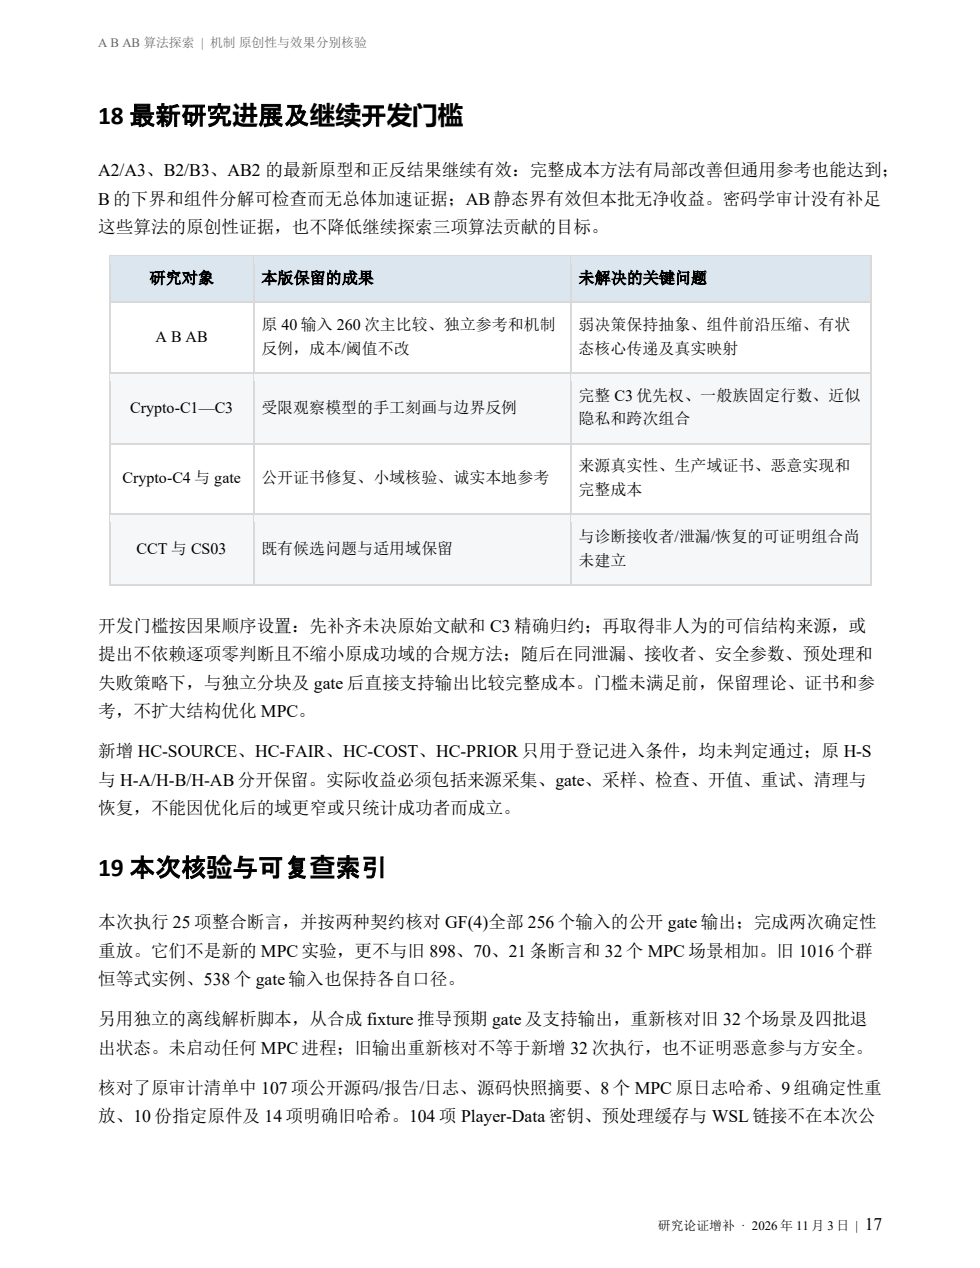 A B AB 算法探索 | 机制 原创性与效果分别核验
18 最新研究进展及继续开发门槛
A2/A3、B2/B3、AB2 的最新原型和正反结果继续有效：完整成本方法有局部改善但通用参考也能达到；
B 的下界和组件分解可检查而无总体加速证据；AB 静态界有效但本批无净收益。密码学审计没有补足
这些算法的原创性证据，也不降低继续探索三项算法贡献的目标。
研究对象 本版保留的成果 未解决的关键问题
A B AB 原 40 输入 260 次主比较、独立参考和机制 弱决策保持抽象、组件前沿压缩、有状
反例，成本/阈值不改 态核心传递及真实映射
Crypto-C1—C3 受限观察模型的手工刻画与边界反例 完整 C3 优先权、一般族固定行数、近似
隐私和跨次组合
Crypto-C4 与 gate 公开证书修复、小域核验、诚实本地参考 来源真实性、生产域证书、恶意实现和
完整成本
CCT 与 CS03 既有候选问题与适用域保留 与诊断接收者/泄漏/恢复的可证明组合尚
未建立
开发门槛按因果顺序设置：先补齐未决原始文献和 C3 精确归约；再取得非人为的可信结构来源，或
提出不依赖逐项零判断且不缩小原成功域的合规方法；随后在同泄漏、接收者、安全参数、预处理和
失败策略下，与独立分块及 gate 后直接支持输出比较完整成本。门槛未满足前，保留理论、证书和参
考，不扩大结构优化 MPC。
新增 HC-SOURCE、HC-FAIR、HC-COST、HC-PRIOR 只用于登记进入条件，均未判定通过；原 H-S
与 H-A/H-B/H-AB 分开保留。实际收益必须包括来源采集、gate、采样、检查、开值、重试、清理与
恢复，不能因优化后的域更窄或只统计成功者而成立。
19 本次核验与可复查索引
本次执行 25 项整合断言，并按两种契约核对 GF(4)全部 256 个输入的公开 gate 输出；完成两次确定性
重放。它们不是新的 MPC 实验，更不与旧 898、70、21 条断言和 32 个 MPC 场景相加。旧 1016 个群
恒等式实例、538 个 gate 输入也保持各自口径。
另用独立的离线解析脚本，从合成 fixture 推导预期 gate 及支持输出，重新核对旧 32 个场景及四批退
出状态。未启动任何 MPC 进程；旧输出重新核对不等于新增 32 次执行，也不证明恶意参与方安全。
核对了原审计清单中 107 项公开源码/报告/日志、源码快照摘要、8 个 MPC 原日志哈希、9 组确定性重
放、10 份指定原件及 14 项明确旧哈希。104 项 Player-Data 密钥、预处理缓存与 WSL 链接不在本次公
研究论证增补 · 2026 年 11 月 3 日 | 17